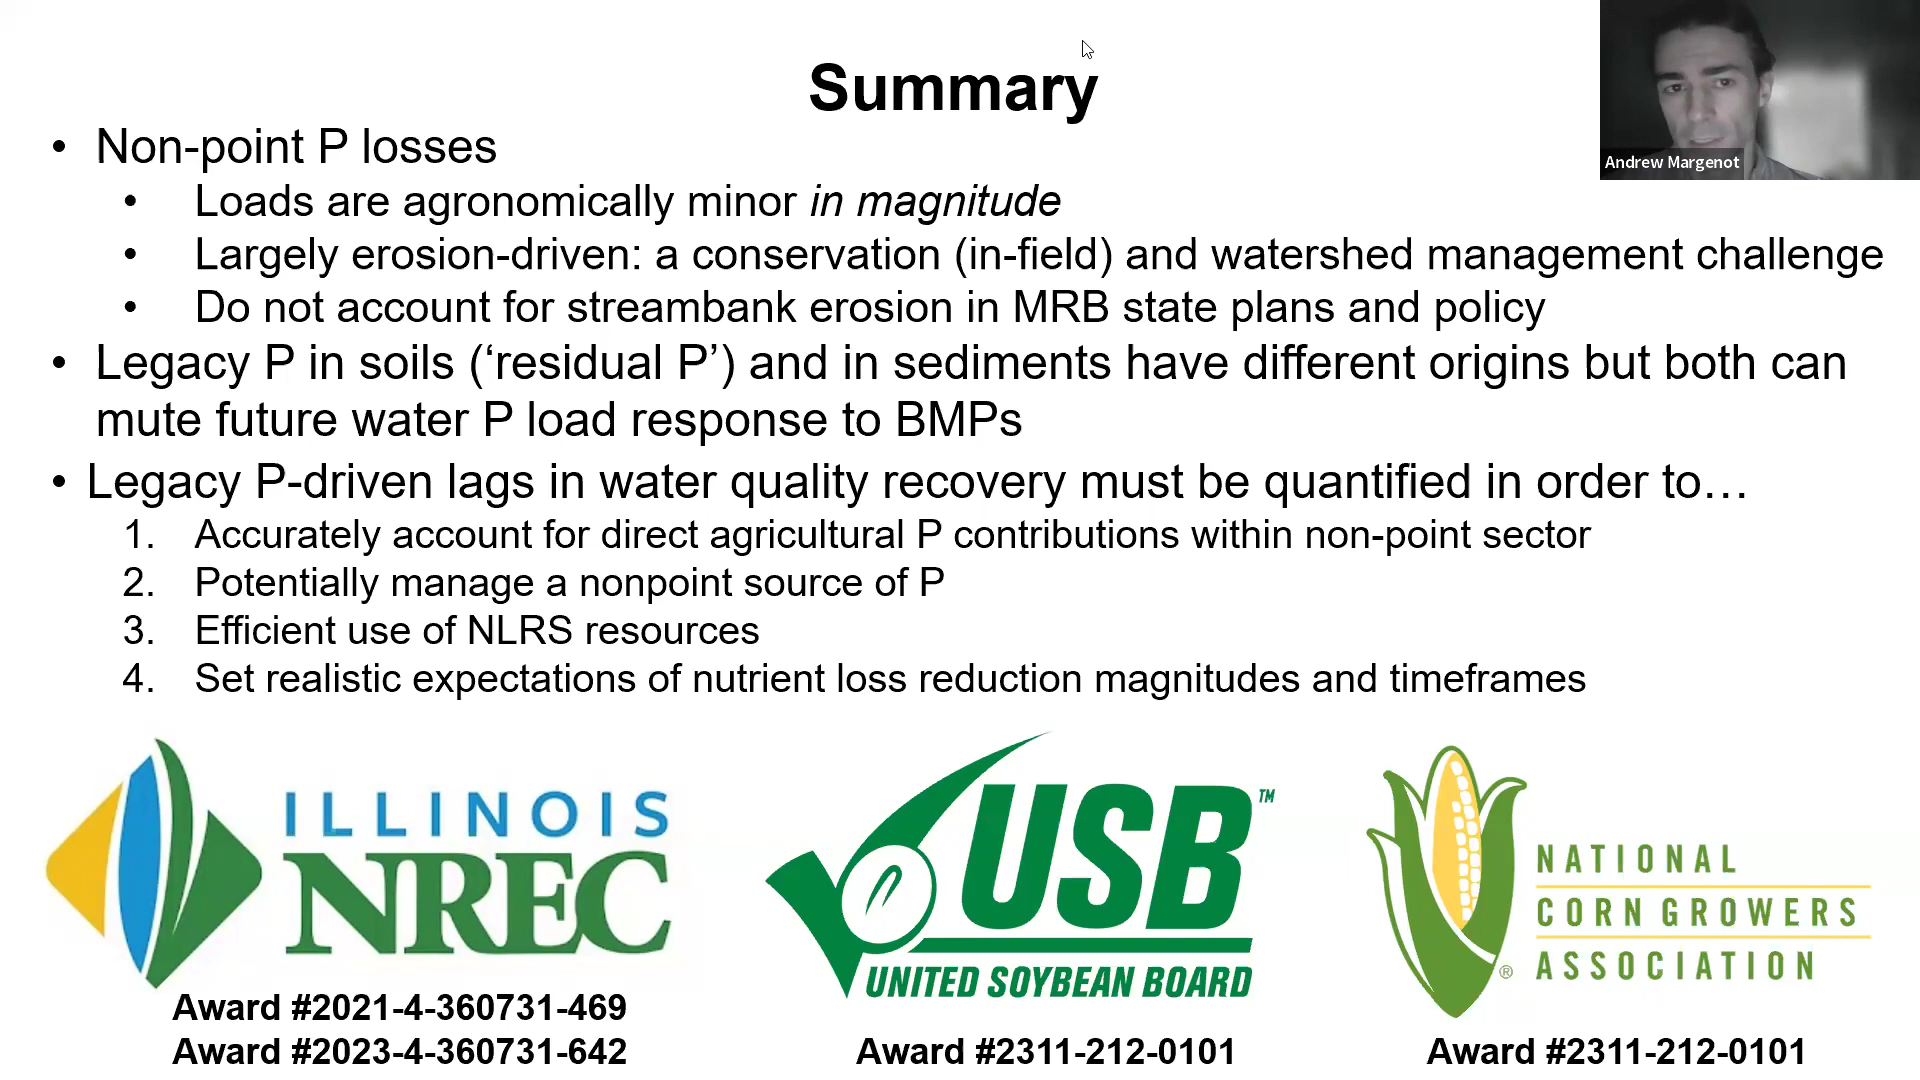 Summary
Andrew Margenot
• Non-point P losses
• Loads are agronomically minor in magnitude
• Largely erosion-driven: a conservation (in-field) and watershed management challenge
• Do not account for streambank erosion in MRB state plans and policy
• Legacy P in soils (‘residual P’) and in sediments have different origins but both can
mute future water P load response to BMPs
• Legacy P-driven lags in water quality recovery must be quantified in order to…
1. Accurately account for direct agricultural P contributions within non-point sector
2. Potentially manage a nonpoint source of P
3. Efficient use of NLRS resources
4. Set realistic expectations of nutrient loss reduction magnitudes and timeframes
ILLINOIS
NREC
Award #2021-4-360731-469
Award #2023-4-360731-642
USB™
UNITED SOYBEAN BOARD
Award #2311-212-0101
NATIONAL
CORN GROWERS
® ASSOCIATION
Award #2311-212-0101